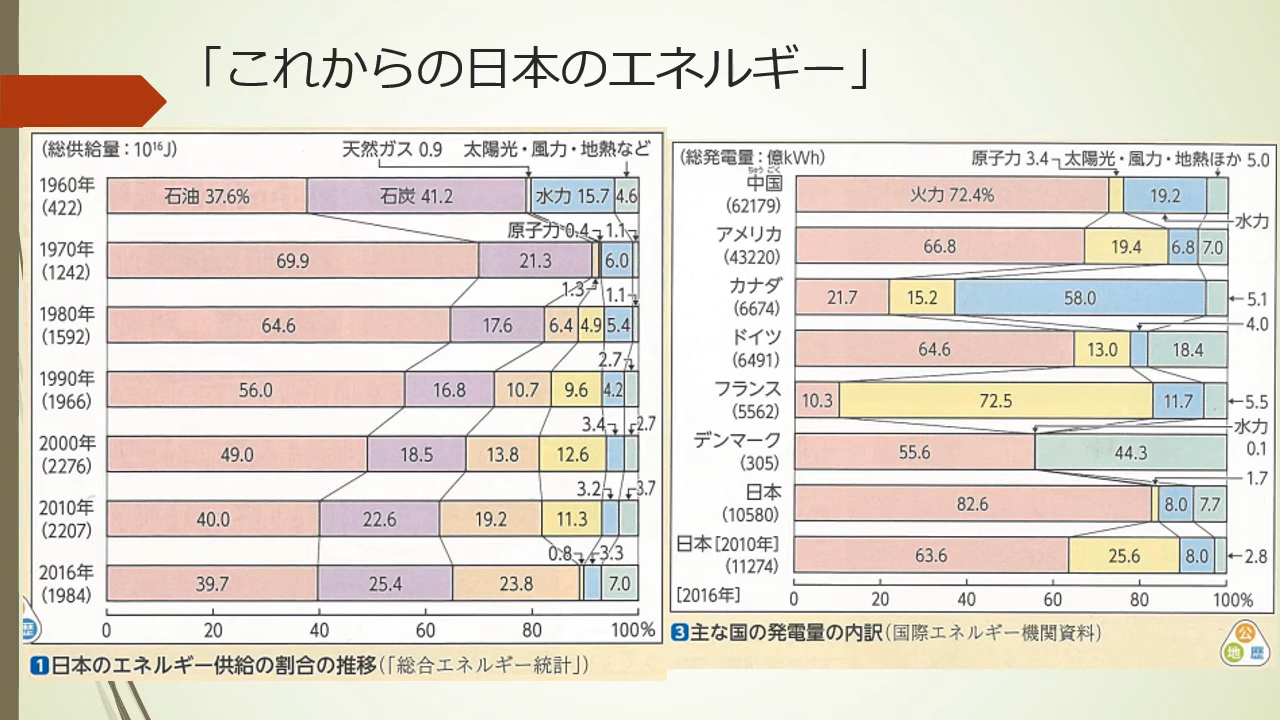 「これからの日本のエネルギー」
(総供給量:10¹⁶J)
天然ガス 0.9 太陽光・風力・地熱など
1960年
(422)
石油 37.6% 石炭 41.2 水力 15.7 4.6
原子力 0.4 1.1
1970年
(1242)
69.9 21.3 6.0
1.3 1.1
1980年
(1592)
64.6 17.6 6.4 4.9 5.4
2.7
1990年
(1966)
56.0 16.8 10.7 9.6 4.2
3.4 2.7
2000年
(2276)
49.0 18.5 13.8 12.6
3.2 3.7
2010年
(2207)
40.0 22.6 19.2 11.3
0.8 3.3
2016年
(1984)
39.7 25.4 23.8 7.0
0 20 40 60 80 100%
歴
1 日本のエネルギー供給の割合の推移(「総合エネルギー統計」)
(総発電量:億kWh)
原子力 3.4 太陽光・風力・地熱ほか 5.0
ちゅう ごく
中国
(62179)
火力 72.4% 19.2
水力
アメリカ
(43220)
66.8 19.4 6.8 7.0
カナダ
(6674)
21.7 15.2 58.0 5.1
4.0
ドイツ
(6491)
64.6 13.0 18.4
フランス
(5562)
10.3 72.5 11.7 5.5
水力
0.1
デンマーク
(305)
55.6 44.3
1.7
日本
(10580)
82.6 8.0 7.7
日本[2010年]
(11274)
63.6 25.6 8.0 2.8
[2016年]
0 20 40 60 80 100%
3 主な国の発電量の内訳(国際エネルギー機関資料)
公
地 歴